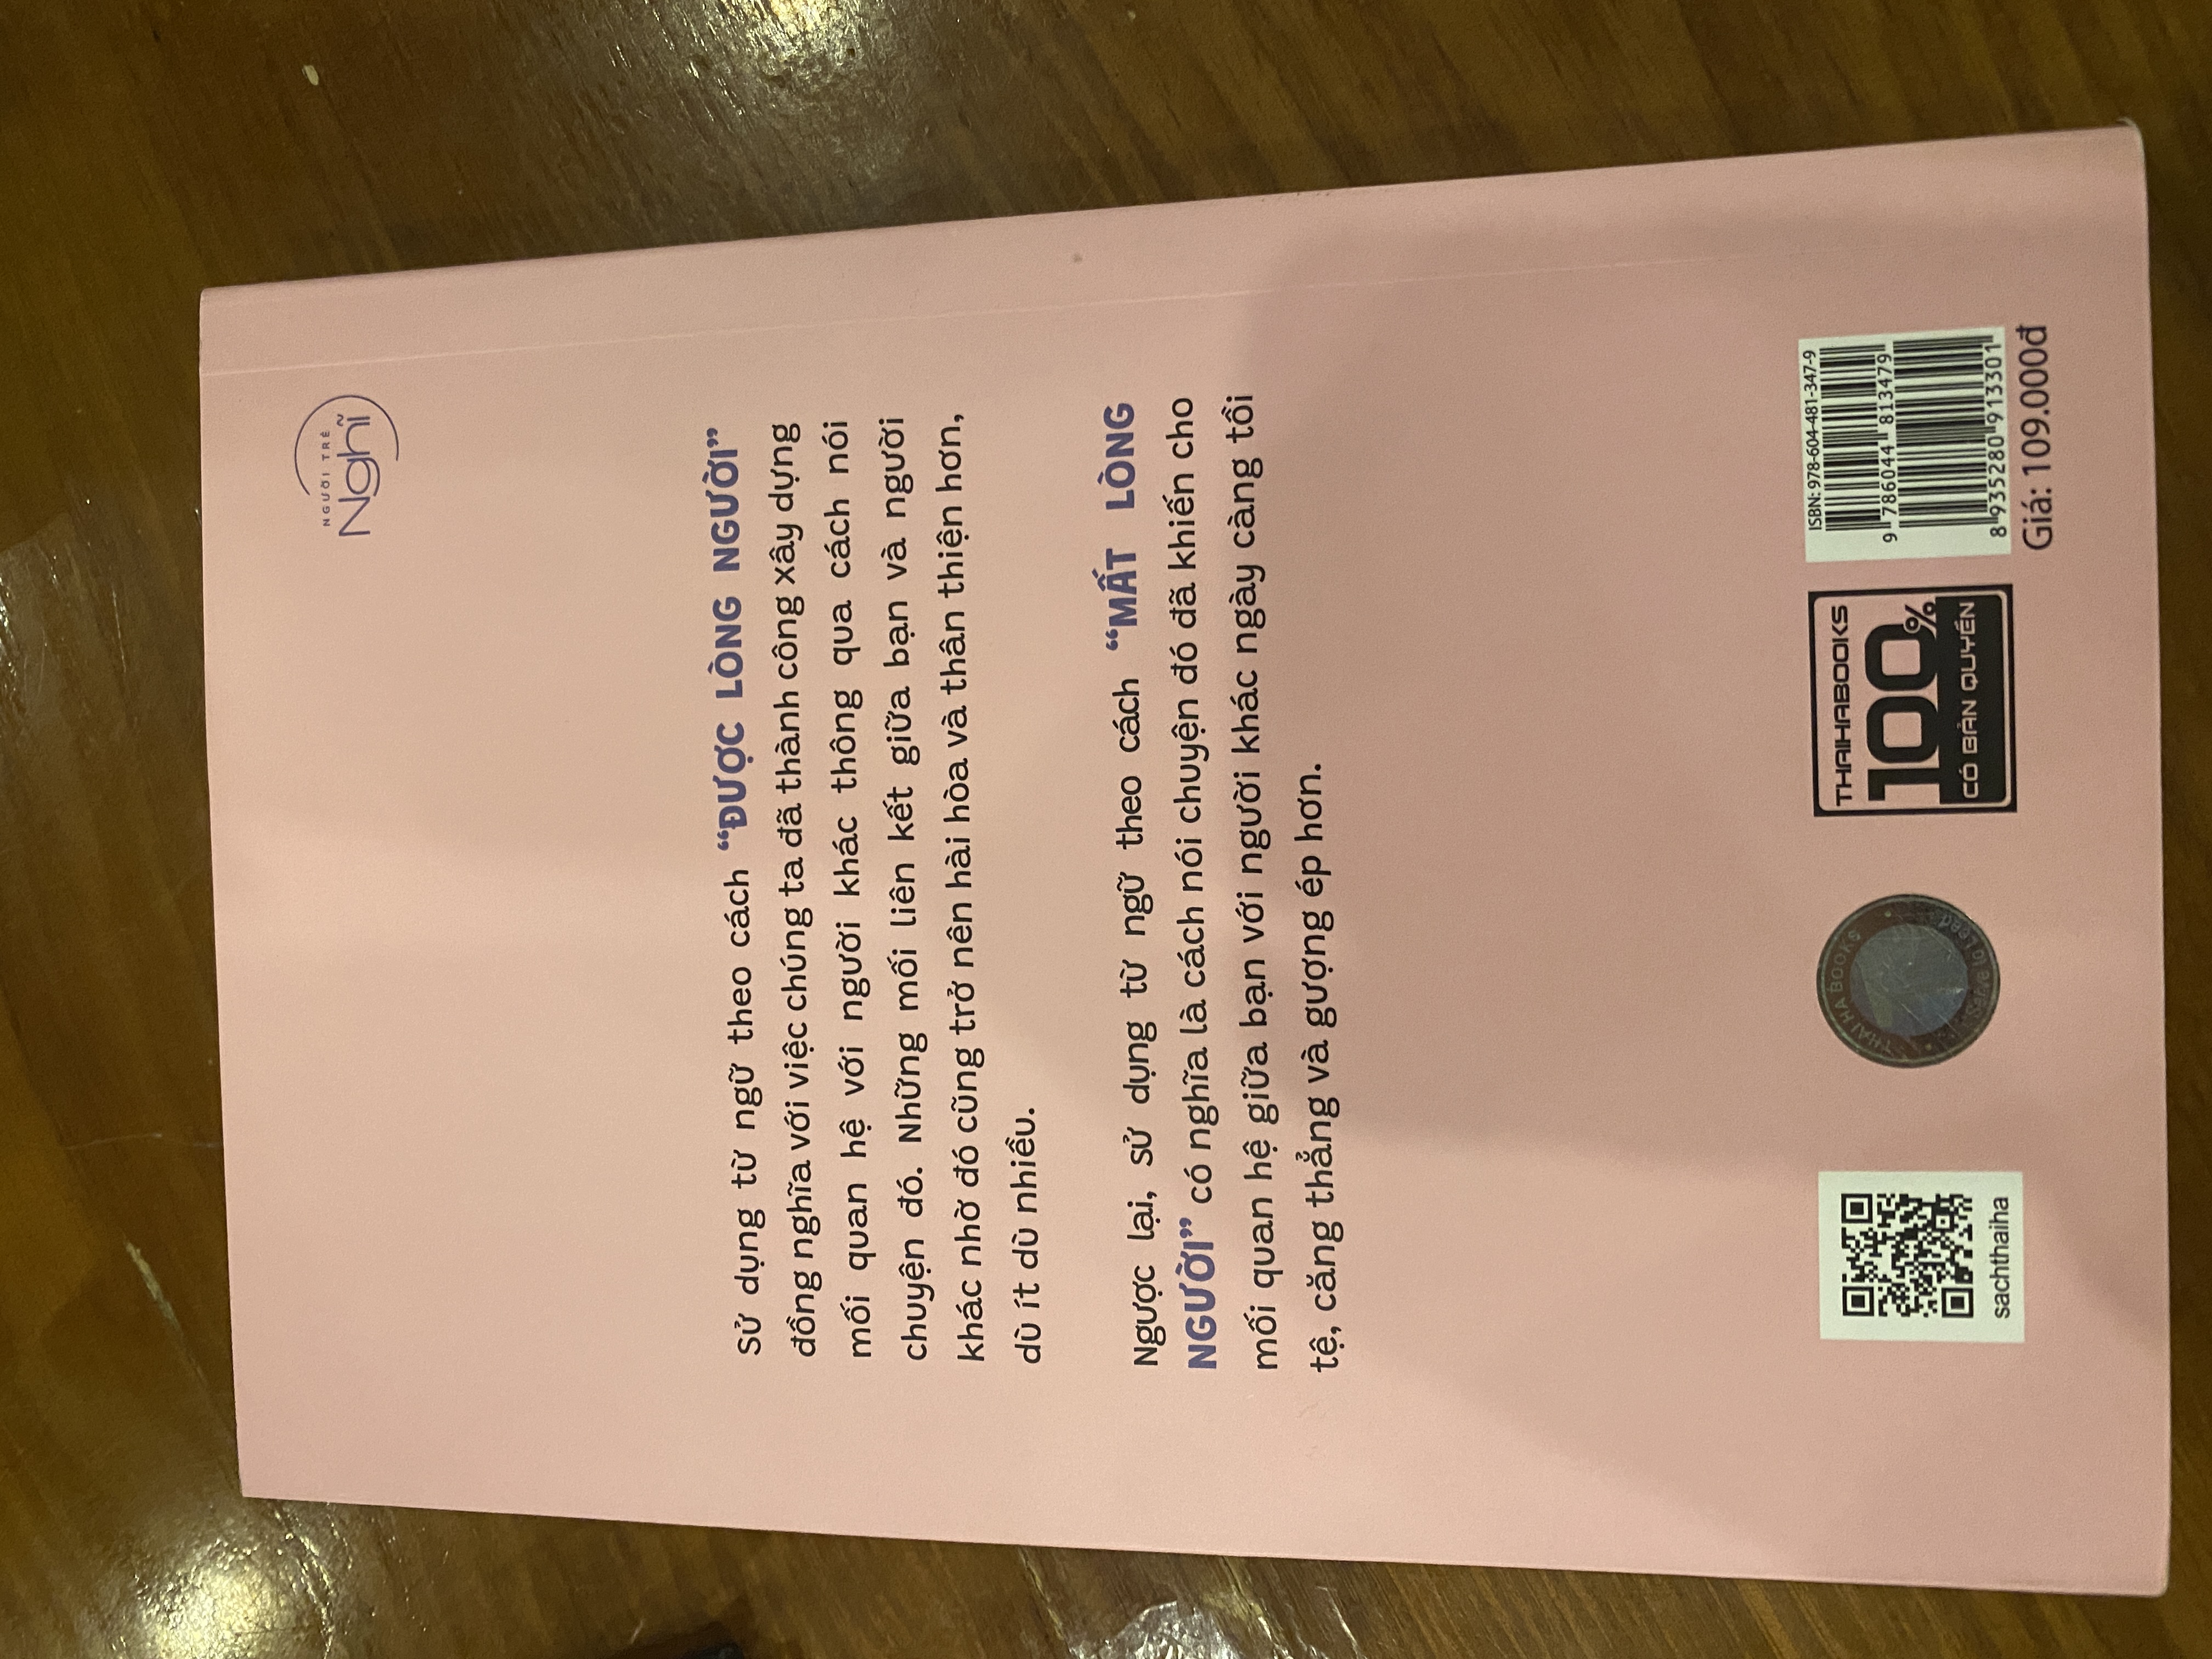 NGƯỜI TRẺ
Nghĩ
Sử dụng từ ngữ theo cách “ĐƯỢC LÒNG NGƯỜI”
đồng nghĩa với việc chúng ta đã thành công xây dựng
mối quan hệ với người khác thông qua cách nói
chuyện đó. Những mối liên kết giữa bạn và người
khác nhờ đó cũng trở nên hài hòa và thân thiện hơn,
dù ít dù nhiều.
Ngược lại, sử dụng từ ngữ theo cách “MẤT LÒNG
NGƯỜI” có nghĩa là cách nói chuyện đó đã khiến cho
mối quan hệ giữa bạn với người khác ngày càng tồi
tệ, căng thẳng và gượng ép hơn.
sachthaiha
THAI HA BOOKS
"Serve to Lead"
THAIHABOOKS
100%
CÓ BẢN QUYỀN
ISBN: 978-604-481-347-9
9 786044 813479
8 935280 913301
Giá: 109.000đ